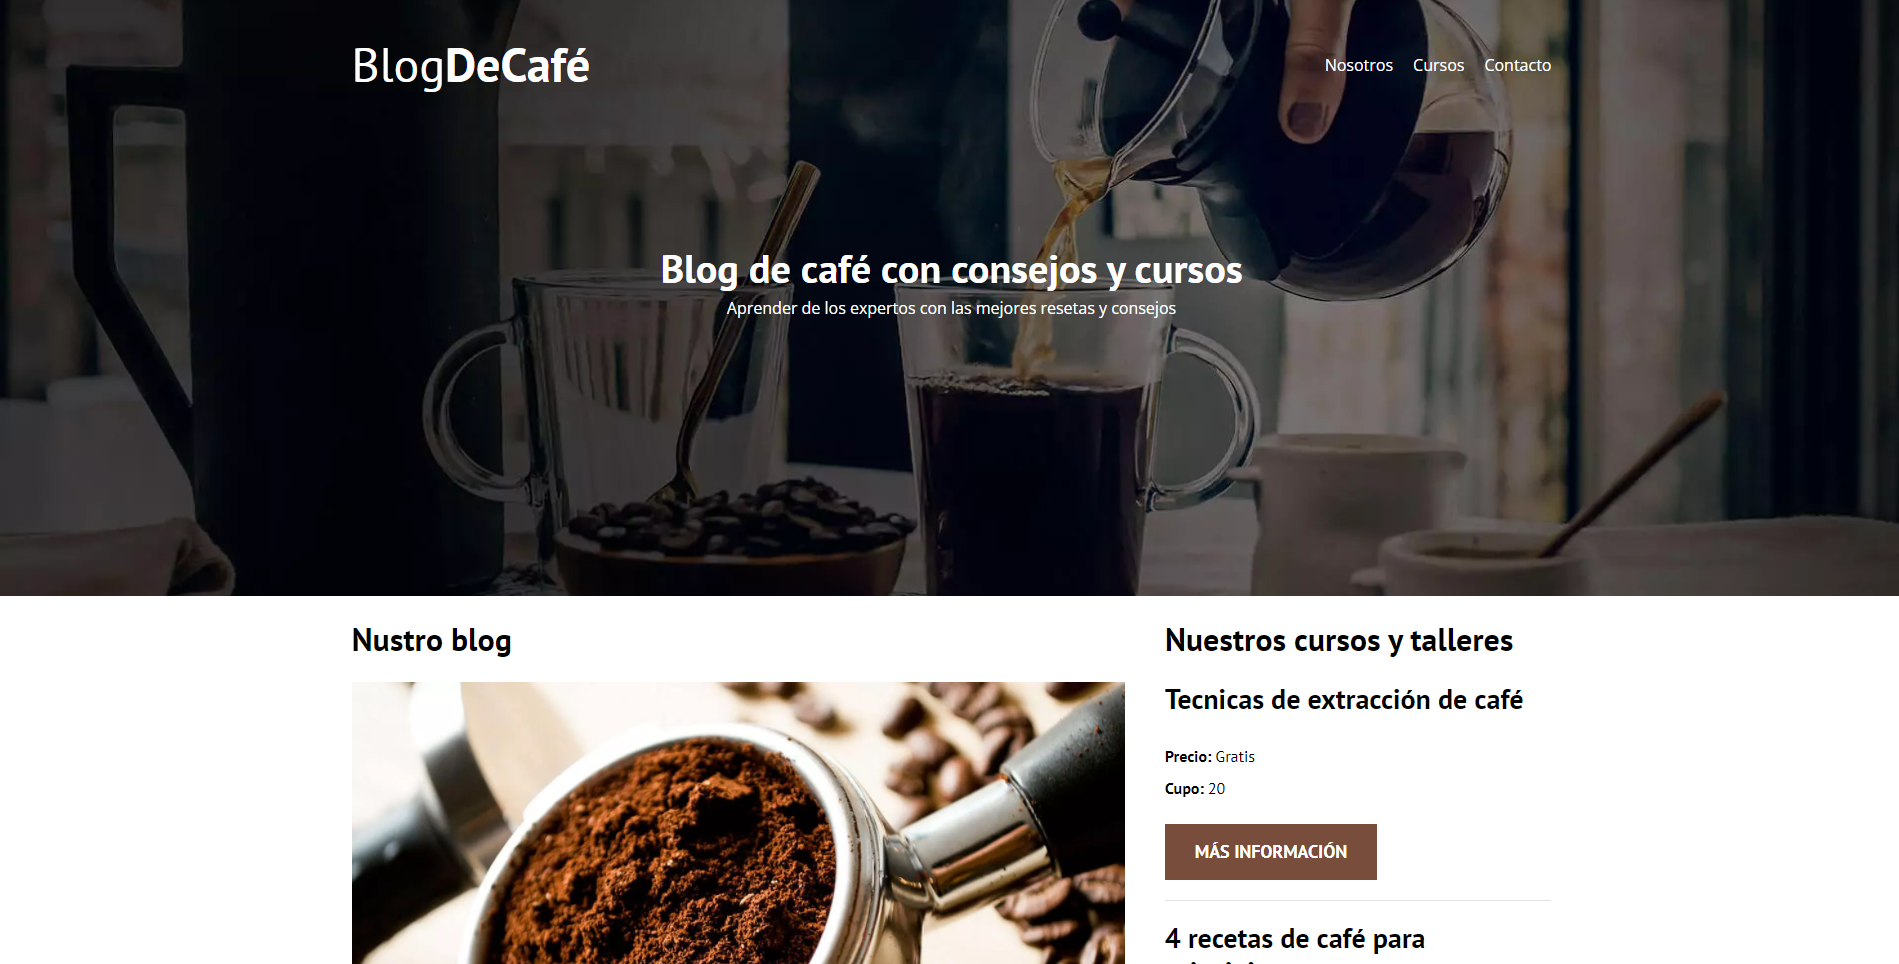 BlogDeCafé
Nosotros Cursos Contacto
Blog de café con consejos y cursos
Aprender de los expertos con las mejores resetas y consejos
Nustro blog
Nuestros cursos y talleres
Tecnicas de extracción de café
Precio: Gratis
Cupo: 20
MÁS INFORMACIÓN
4 recetas de café para